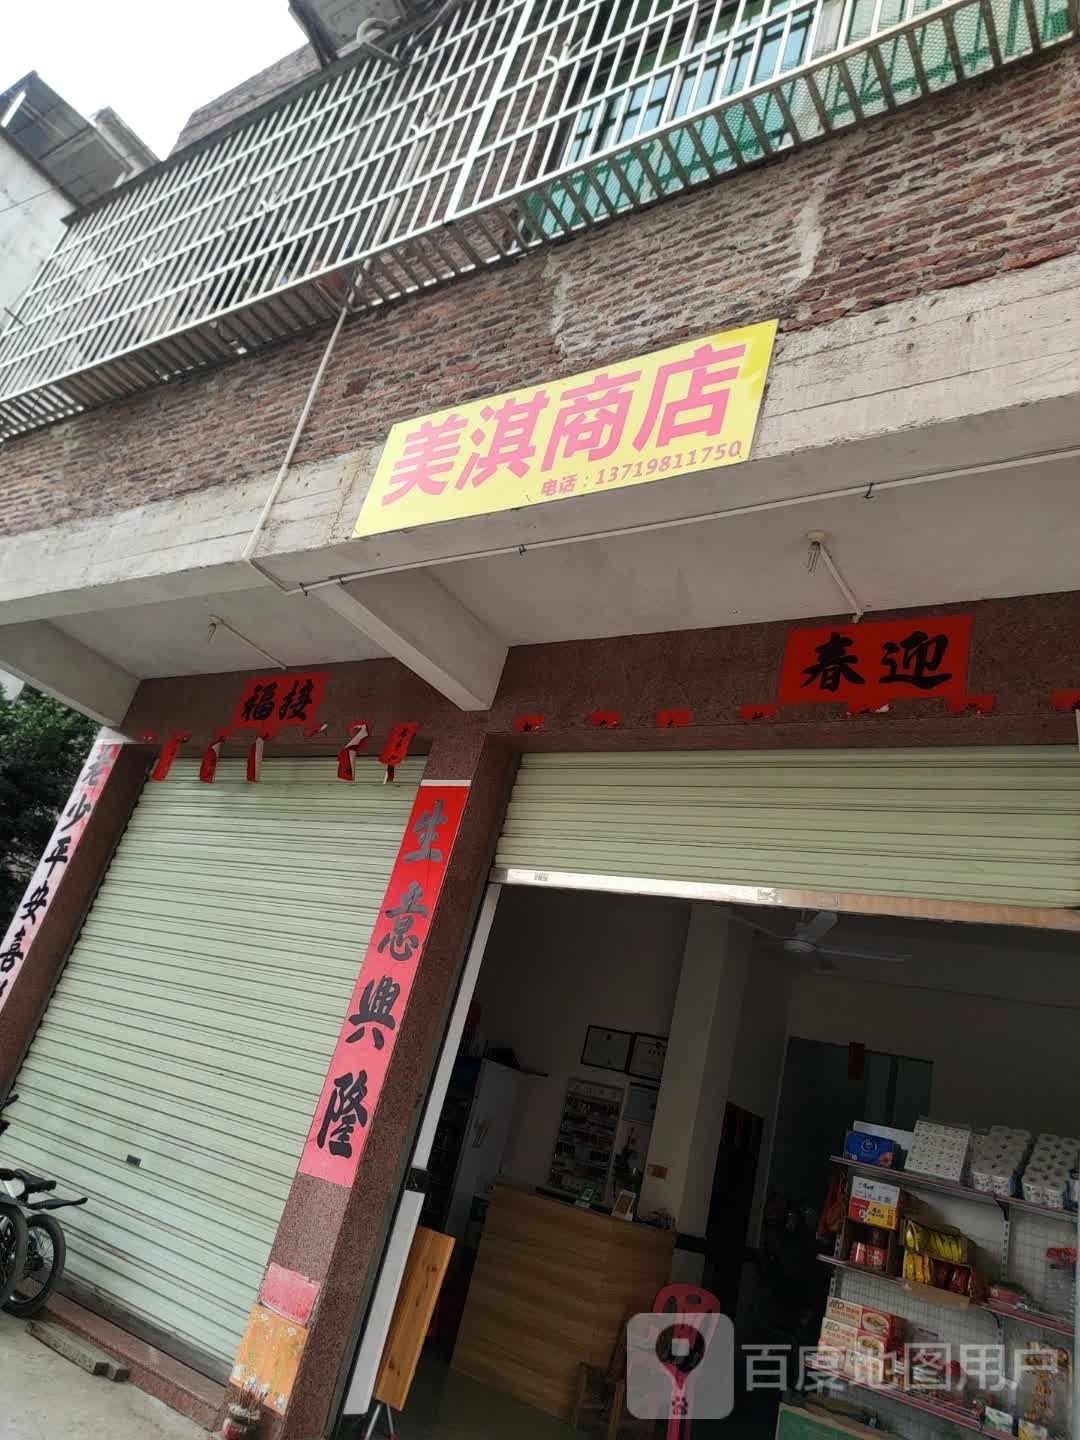 美淇商店
电话：13719811750
福接
春迎
老少平安喜
生意興隆
百度地图用户